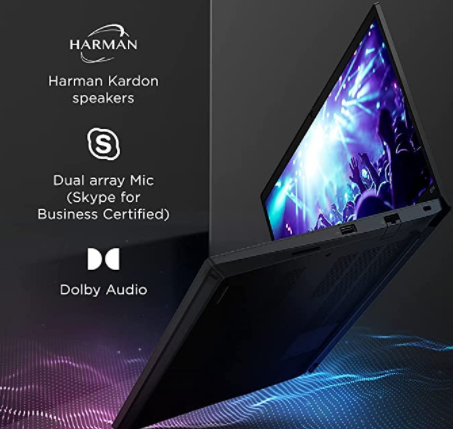 HARMAN
Harman Kardon
speakers
Dual array Mic
(Skype for
Business Certified)
Dolby Audio